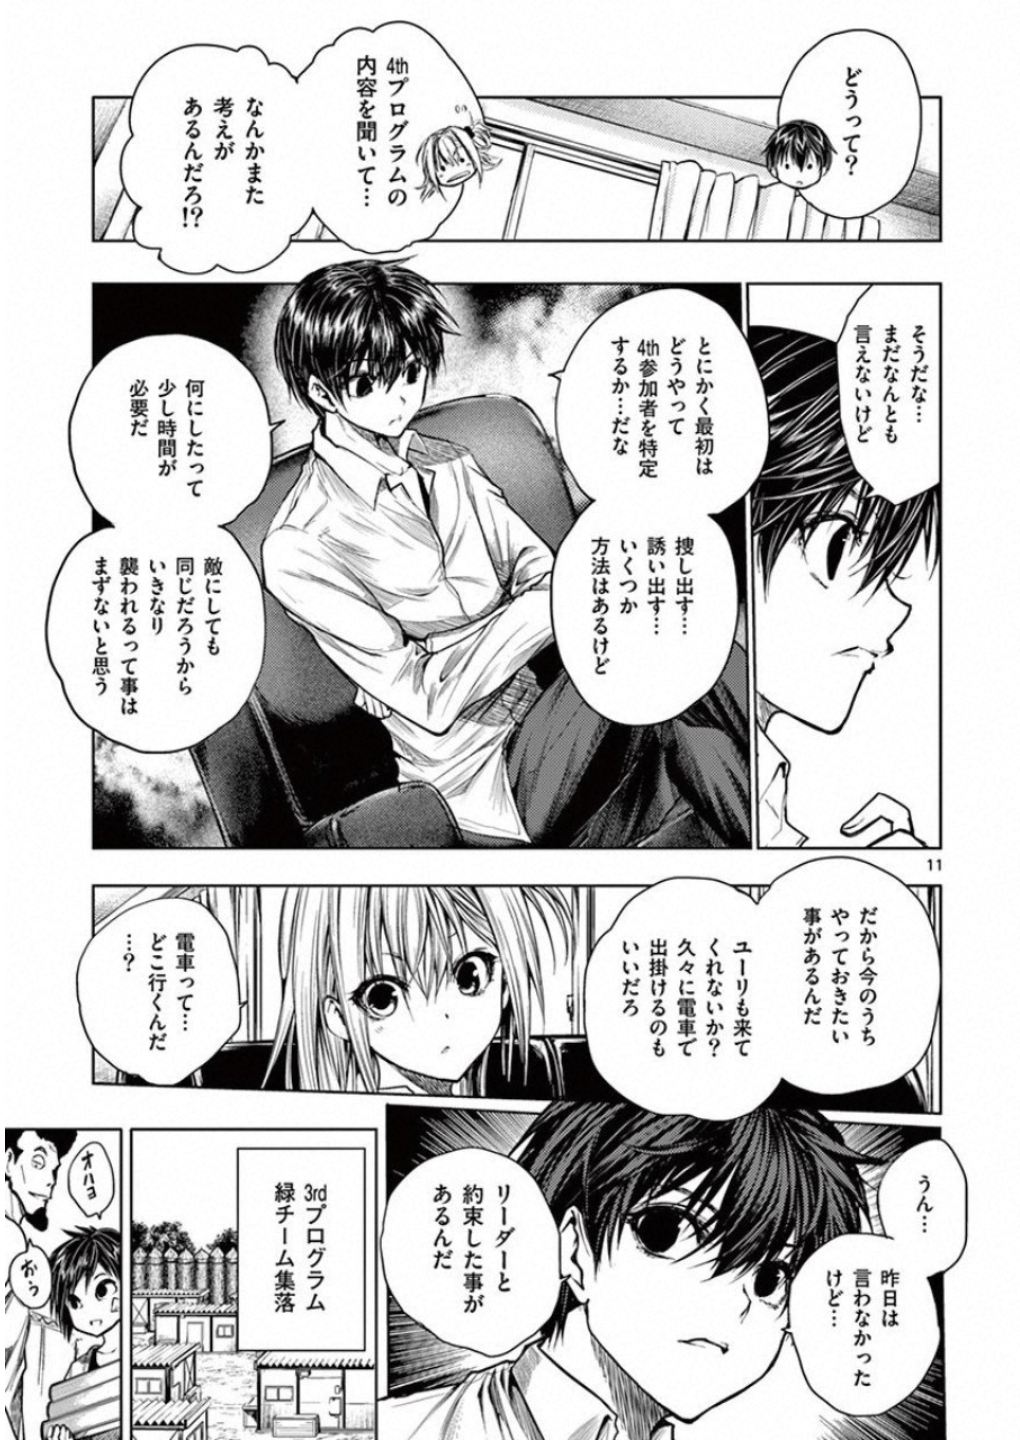 どうって?
4thプログラムの
内容を聞いて…
なんかまた
考えが
あるんだろ!?
そうだな…
まだなんとも
言えないけど
とにかく最初は
どうやって
4th参加者を特定
するか…だな
捜し出す…
誘い出す…
いくつか
方法はあるけど
何にしたって
少し時間が
必要だ
敵にしても
同じだろうから
いきなり
襲われるって事は
まずないと思う
11
だから今のうち
やっておきたい
事があるんだ
ユーリも来て
くれないか?
久々に電車で
出掛けるのも
いいだろ
電車って…
どこ行くんだ
…?
うん…
昨日は
言わなかった
けど…
リーダーと
約束した事が
あるんだ
3rdプログラム
緑チーム集落
オハヨ
おぅ